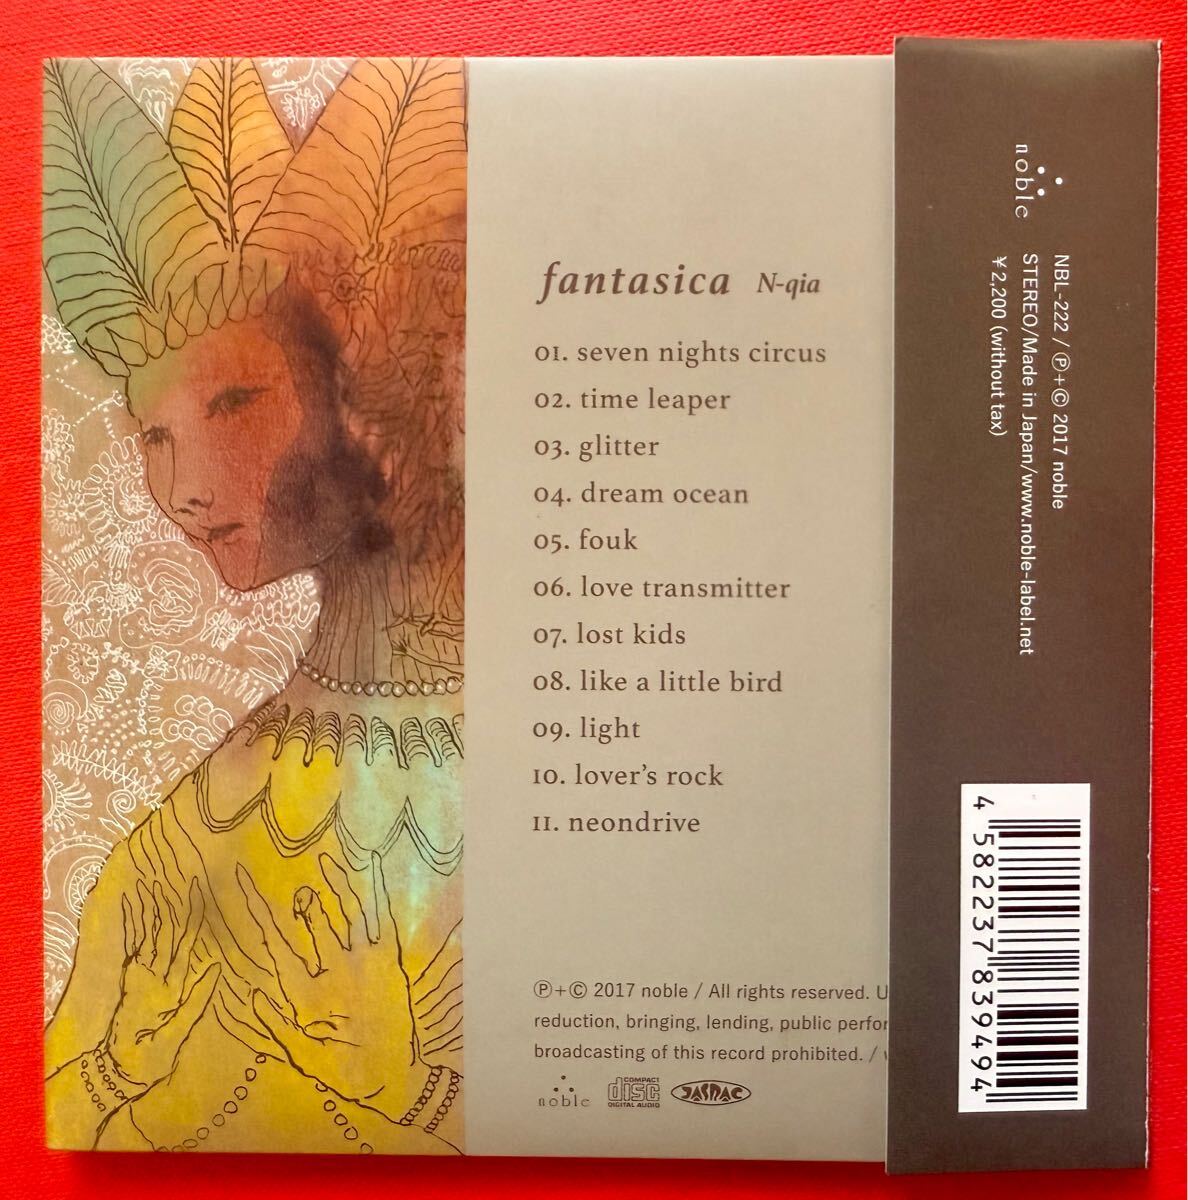 fantasica N-qia
01. seven nights circus
02. time leaper
03. glitter
04. dream ocean
05. fouk
06. love transmitter
07. lost kids
08. like a little bird
09. light
10. lover's rock
11. neondrive
Ⓟ+© 2017 noble / All rights reserved. U
reduction, bringing, lending, public perfor
broadcasting of this record prohibited. /
noble COMPACT disc DIGITAL AUDIO JASRAC
noble
NBL-222 / Ⓟ+© 2017 noble
STEREO/Made in Japan/www.noble-label.net
¥2,200 (without tax)
4 582237 839494